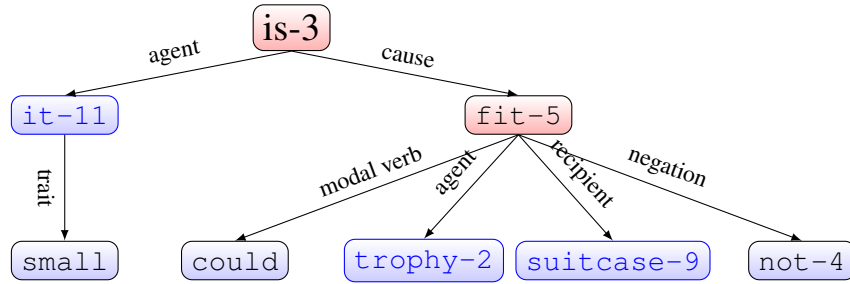 is-3
agent
cause
it-11
fit-5
trait
modal verb
agent
recipient
negation
small
could
trophy-2
suitcase-9
not-4